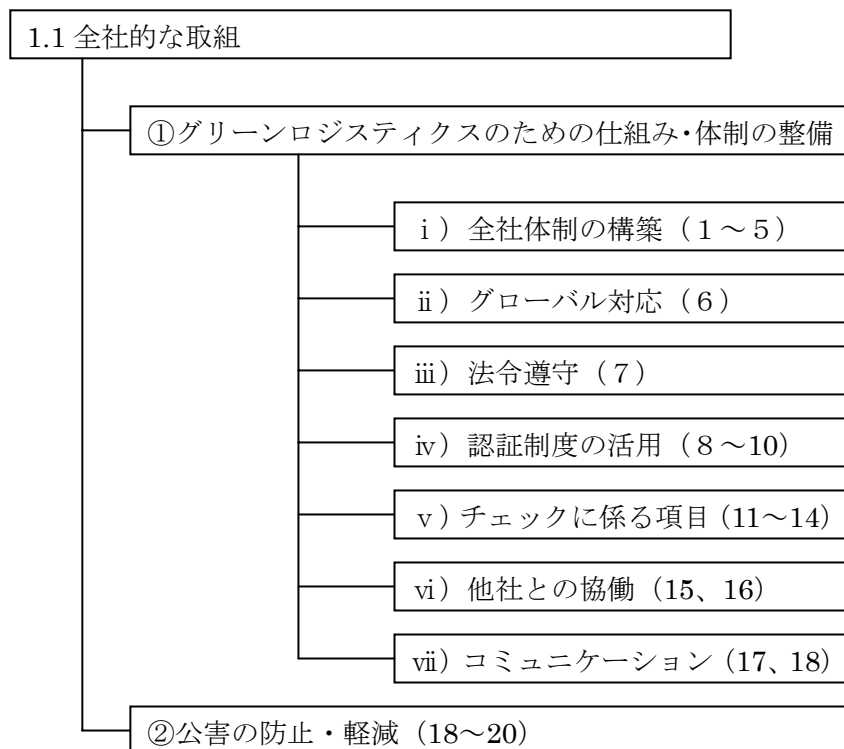 1.1 全社的な取組
①グリーンロジスティクスのための仕組み・体制の整備
ⅰ）全社体制の構築（１～５）
ⅱ）グローバル対応（６）
ⅲ）法令遵守（７）
ⅳ）認証制度の活用（８～10）
ⅴ）チェックに係る項目（11～14）
ⅵ）他社との協働（15、16）
ⅶ）コミュニケーション（17、18）
②公害の防止・軽減（18～20）